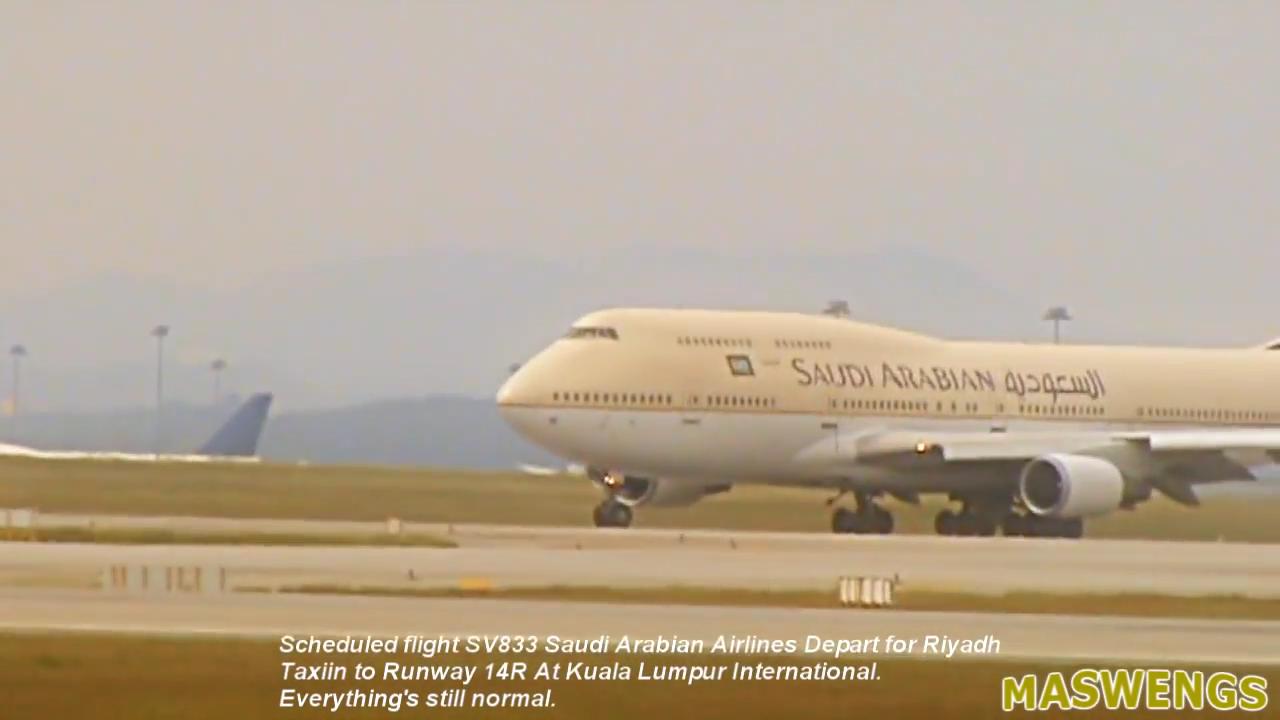 SAUDI ARABIAN السعودية
Scheduled flight SV833 Saudi Arabian Airlines Depart for Riyadh
Taxiin to Runway 14R At Kuala Lumpur International.
Everything's still normal.
MASWENGS